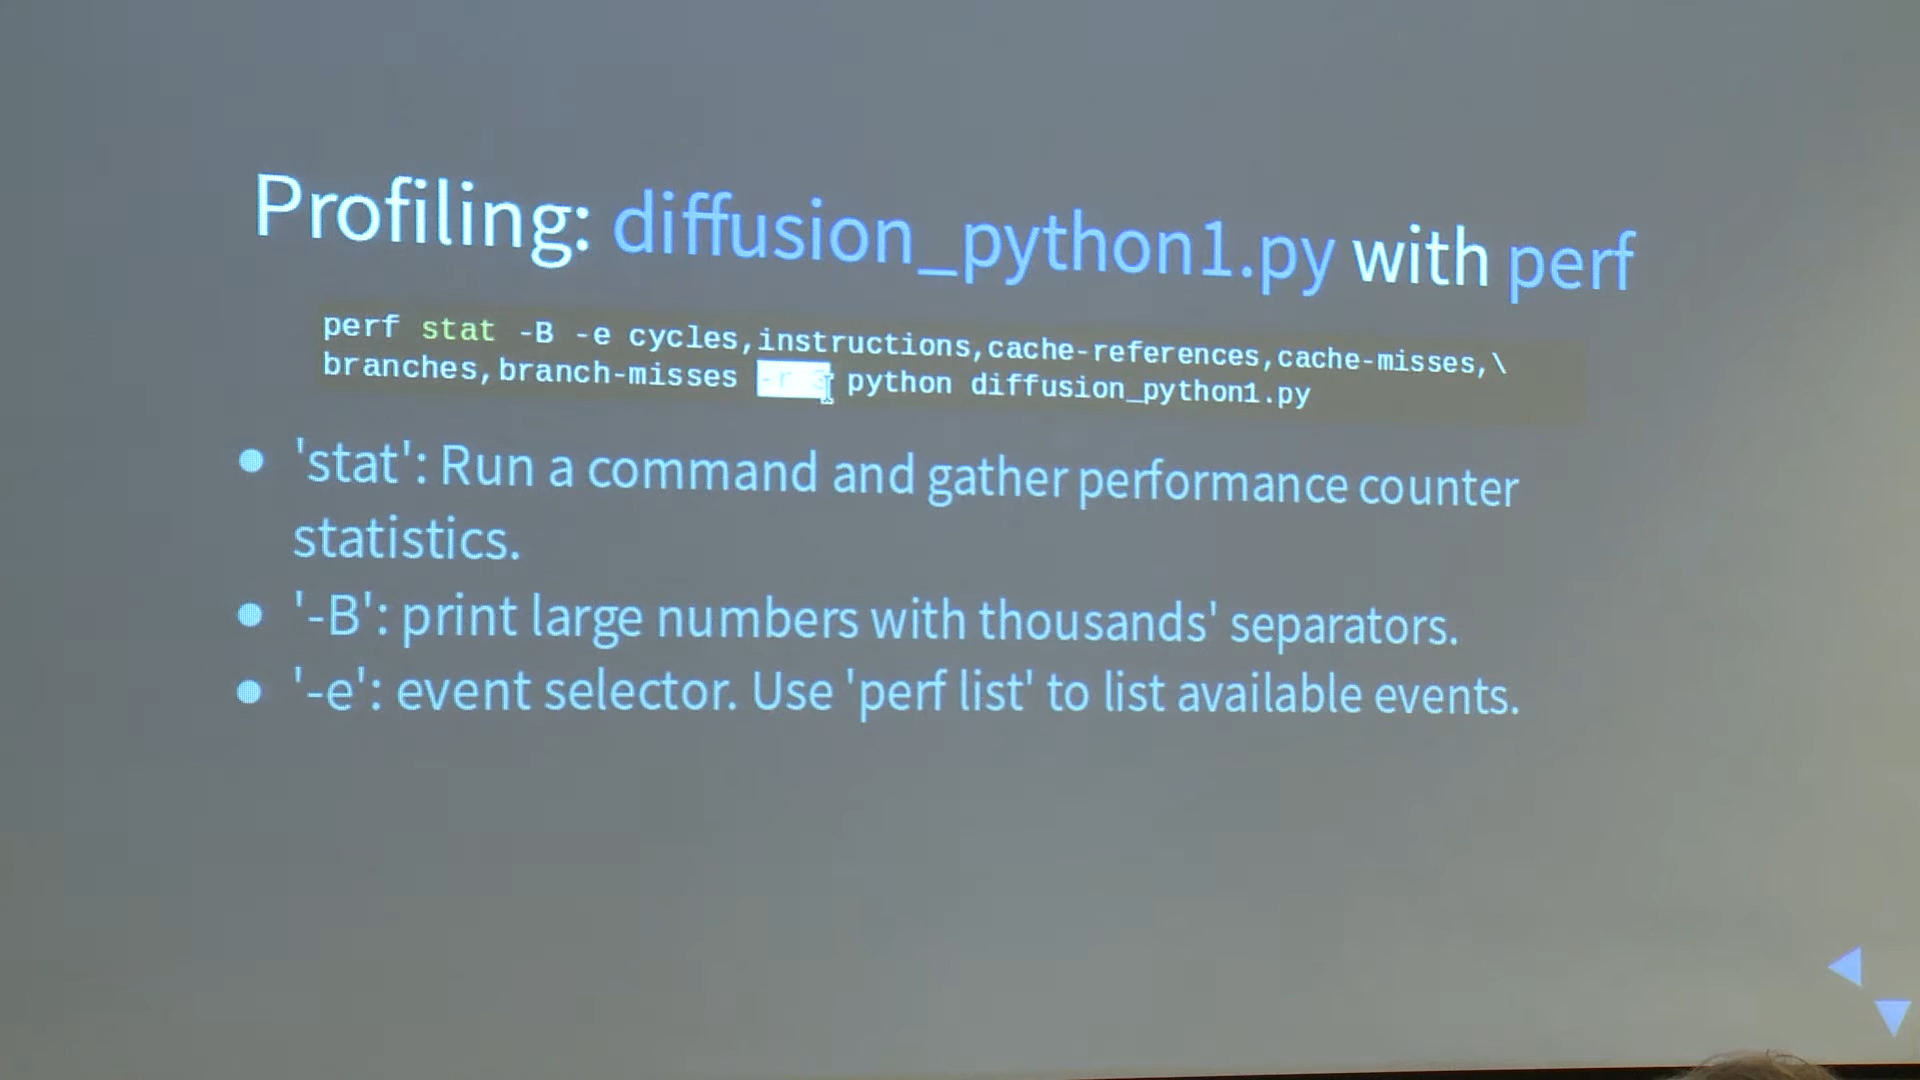 Profiling: diffusion_python1.py with perf
perf stat -B -e cycles,instructions,cache-references,cache-misses,\
branches,branch-misses -r python diffusion_python1.py
• 'stat': Run a command and gather performance counter
statistics.
• '-B': print large numbers with thousands' separators.
• '-e': event selector. Use 'perf list' to list available events.